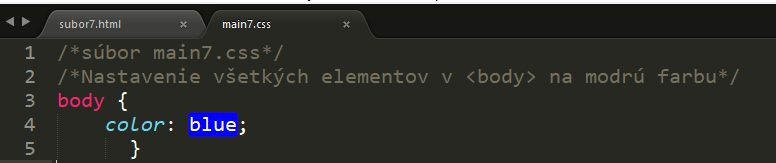 subor7.html × main7.css ×
1 /*súbor main7.css*/
2 /*Nastavenie všetkých elementov v <body> na modrú farbu*/
3 body {
4 color: blue;
5 }